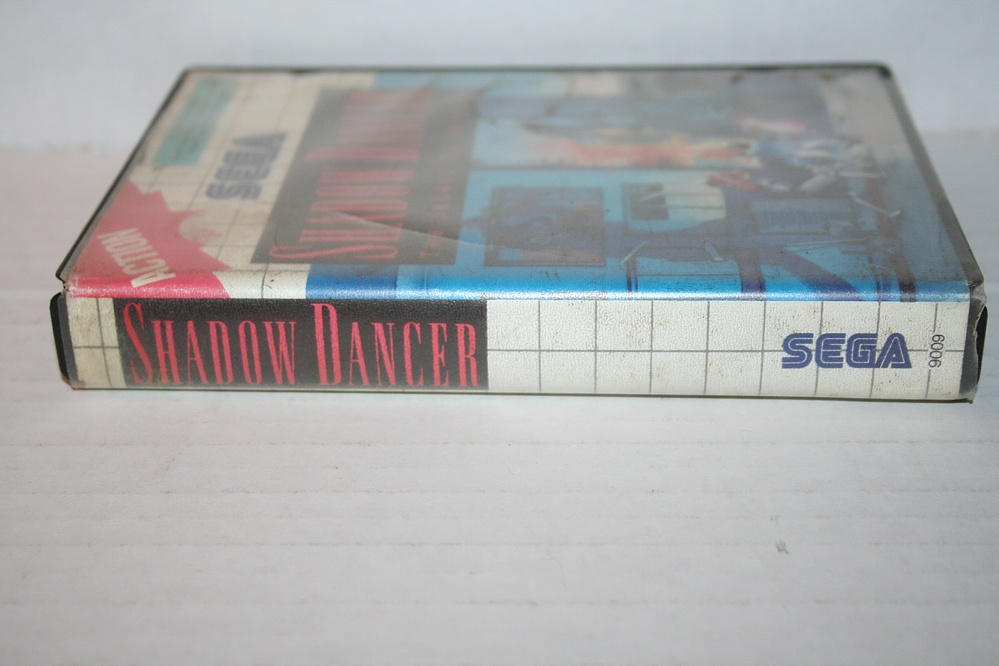 SEGA
SHADOW DANCER
ACTION
SHADOW DANCER
SEGA
9009